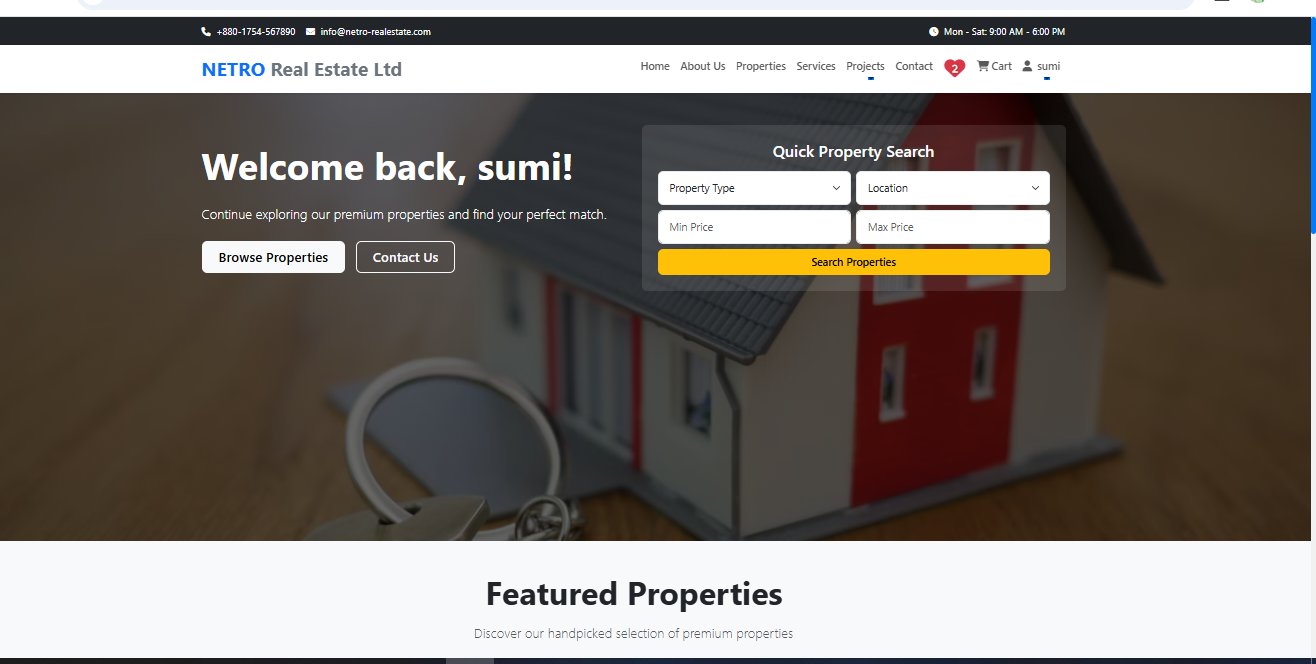 +880-1754-567890 info@netro-realestate.com Mon - Sat: 9:00 AM - 6:00 PM
NETRO Real Estate Ltd Home About Us Properties Services Projects Contact 2 Cart sumi
Welcome back, sumi!
Continue exploring our premium properties and find your perfect match.
Browse Properties Contact Us
Quick Property Search
Property Type Location
Min Price Max Price
Search Properties
Featured Properties
Discover our handpicked selection of premium properties